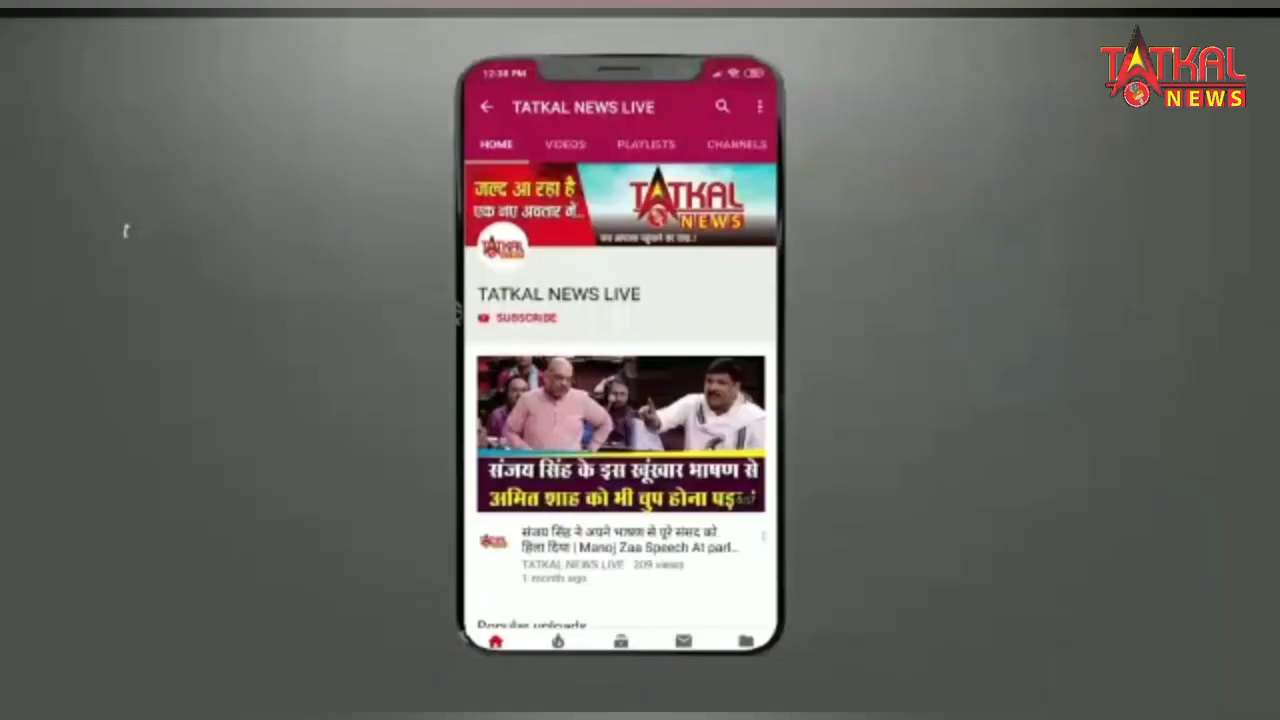 TATKAL
NEWS
12:38 PM
TATKAL NEWS LIVE
HOME VIDEOS PLAYLISTS CHANNELS
जल्द आ रहा है
एक नए अवतार में...
TATKAL
NEWS
TATKAL
t
TATKAL NEWS LIVE
SUBSCRIBE
संजय सिंह के इस खूंखार भाषण से
अमित शाह को भी चुप होना पड़
संजय सिंह ने अपने भाषण से पूरे संसद को
हिला दिया | Manoj Zaa Speech At parl...
TATKAL NEWS LIVE 209 views
1 month ago
Popular uploads